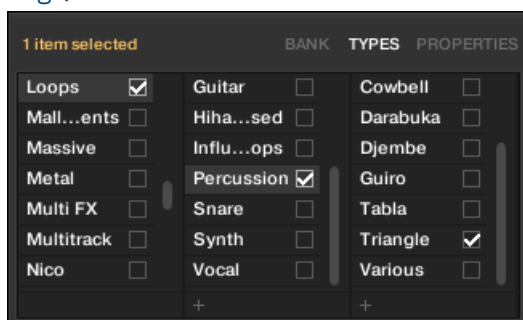 1 item selected BANK TYPES PROPERTIES
Loops Guitar Cowbell
Mall...ents Hiha...sed Darabuka
Massive Influ...ops Djembe
Metal Percussion Guiro
Multi FX Snare Tabla
Multitrack Synth Triangle
Nico Vocal Various
+ +